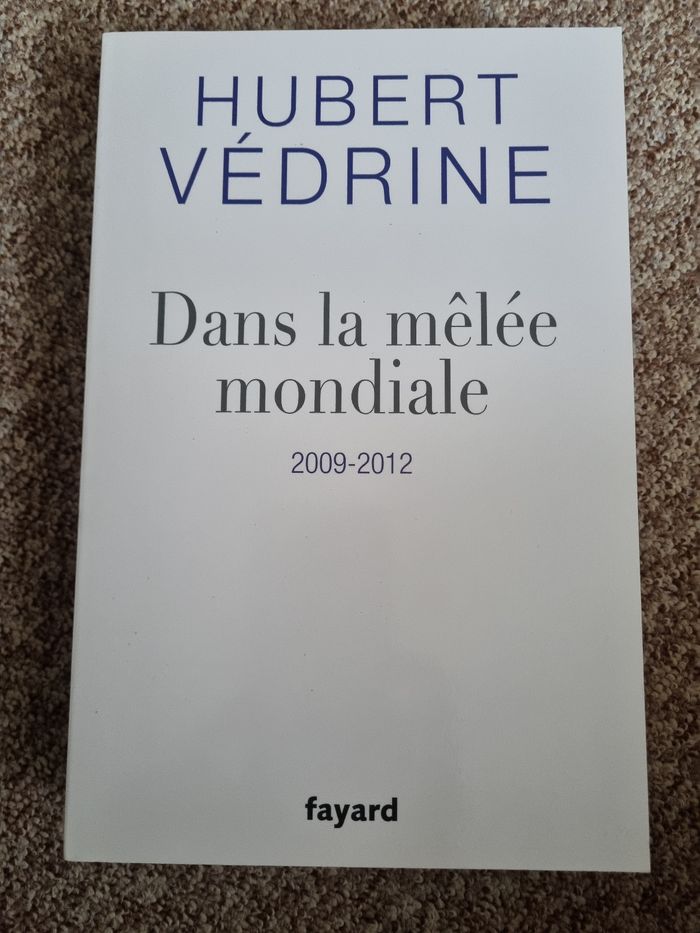 HUBERT
VÉDRINE
Dans la mêlée
mondiale
2009-2012
fayard